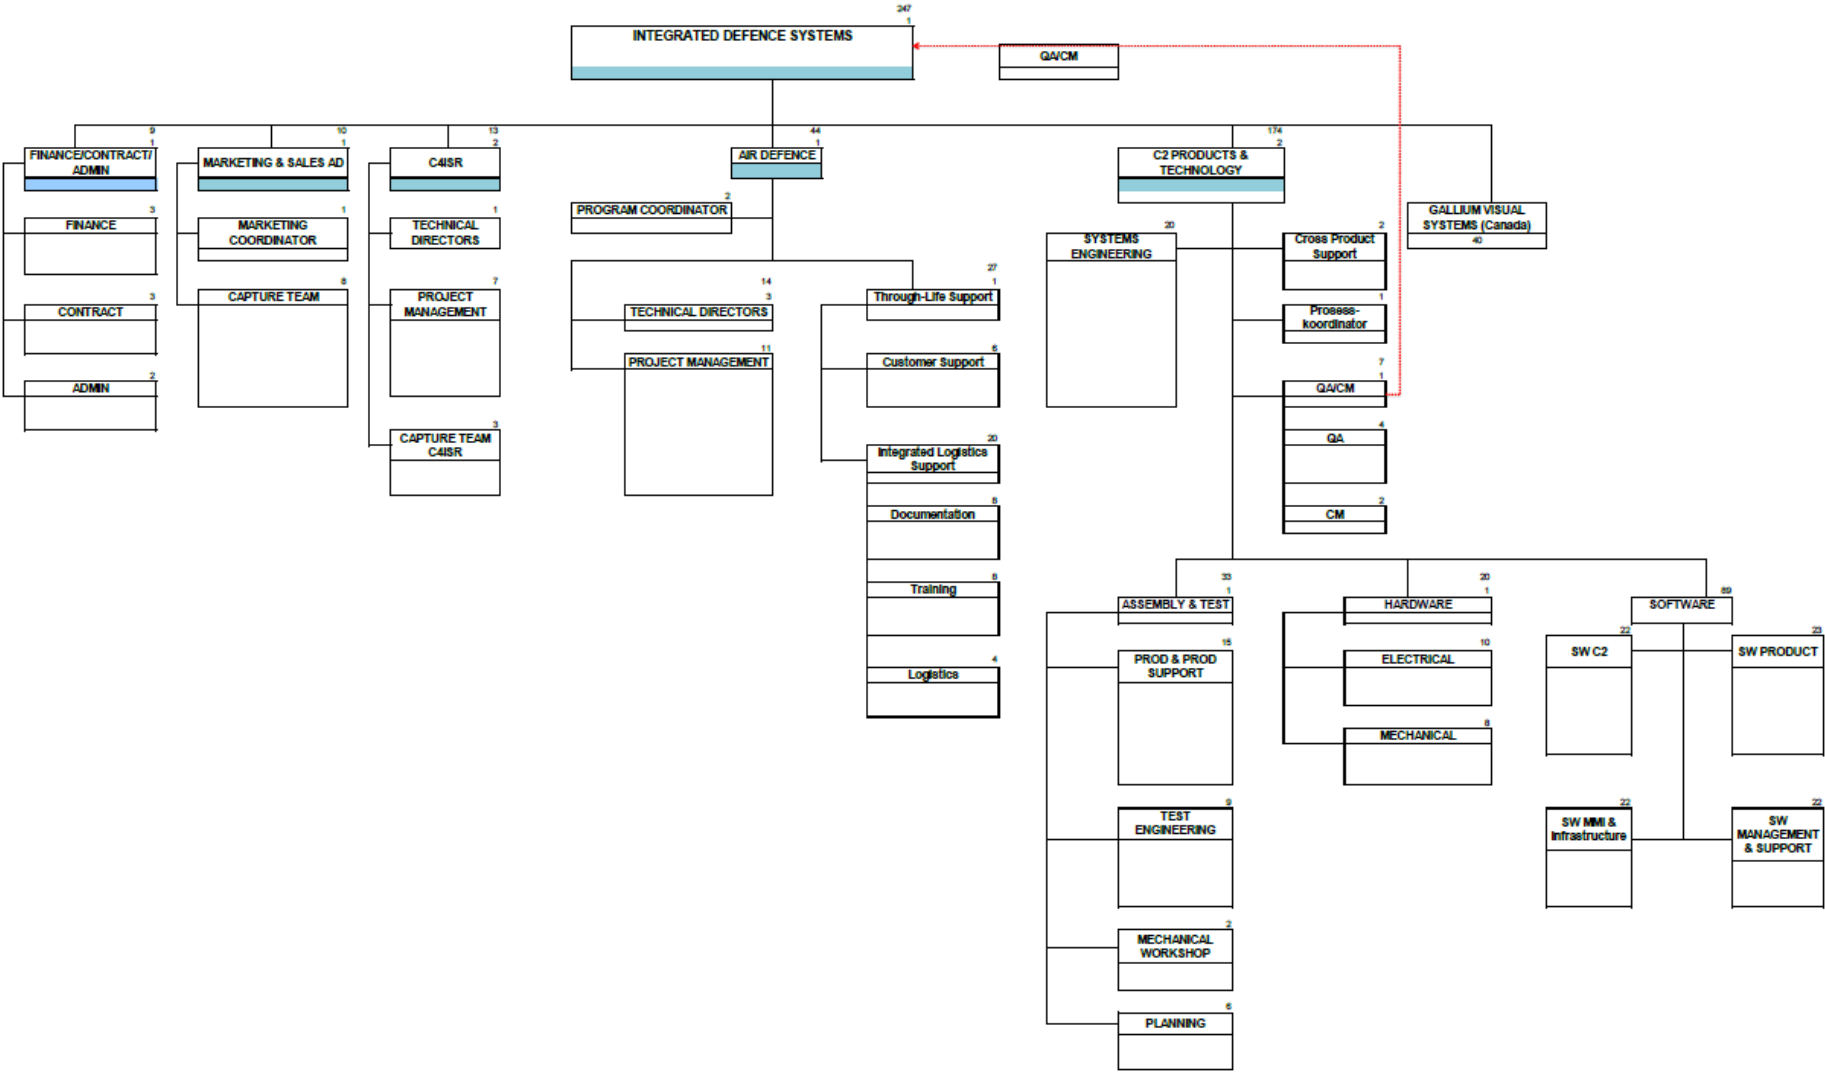 247
1
INTEGRATED DEFENCE SYSTEMS
QA/CM
9
1
FINANCE/CONTRACT/
ADMIN
3
FINANCE
3
CONTRACT
2
ADMIN
10
1
MARKETING & SALES AD
1
MARKETING
COORDINATOR
8
CAPTURE TEAM
13
2
C4ISR
1
TECHNICAL
DIRECTORS
7
PROJECT
MANAGEMENT
3
CAPTURE TEAM
C4ISR
44
1
AIR DEFENCE
2
PROGRAM COORDINATOR
14
3
TECHNICAL DIRECTORS
11
PROJECT MANAGEMENT
27
1
Through-Life Support
6
Customer Support
20
Integrated Logistics
Support
8
Documentation
8
Training
4
Logistics
174
2
C2 PRODUCTS &
TECHNOLOGY
20
SYSTEMS
ENGINEERING
2
Cross Product
Support
1
Prosess-
koordinator
7
1
QA/CM
4
QA
2
CM
GALLIUM VISUAL
SYSTEMS (Canada)
40
33
1
ASSEMBLY & TEST
15
PROD & PROD
SUPPORT
9
TEST
ENGINEERING
2
MECHANICAL
WORKSHOP
6
PLANNING
20
1
HARDWARE
10
ELECTRICAL
8
MECHANICAL
89
SOFTWARE
22
SW C2
23
SW PRODUCT
22
SW MMI &
Infrastructure
22
SW
MANAGEMENT
& SUPPORT